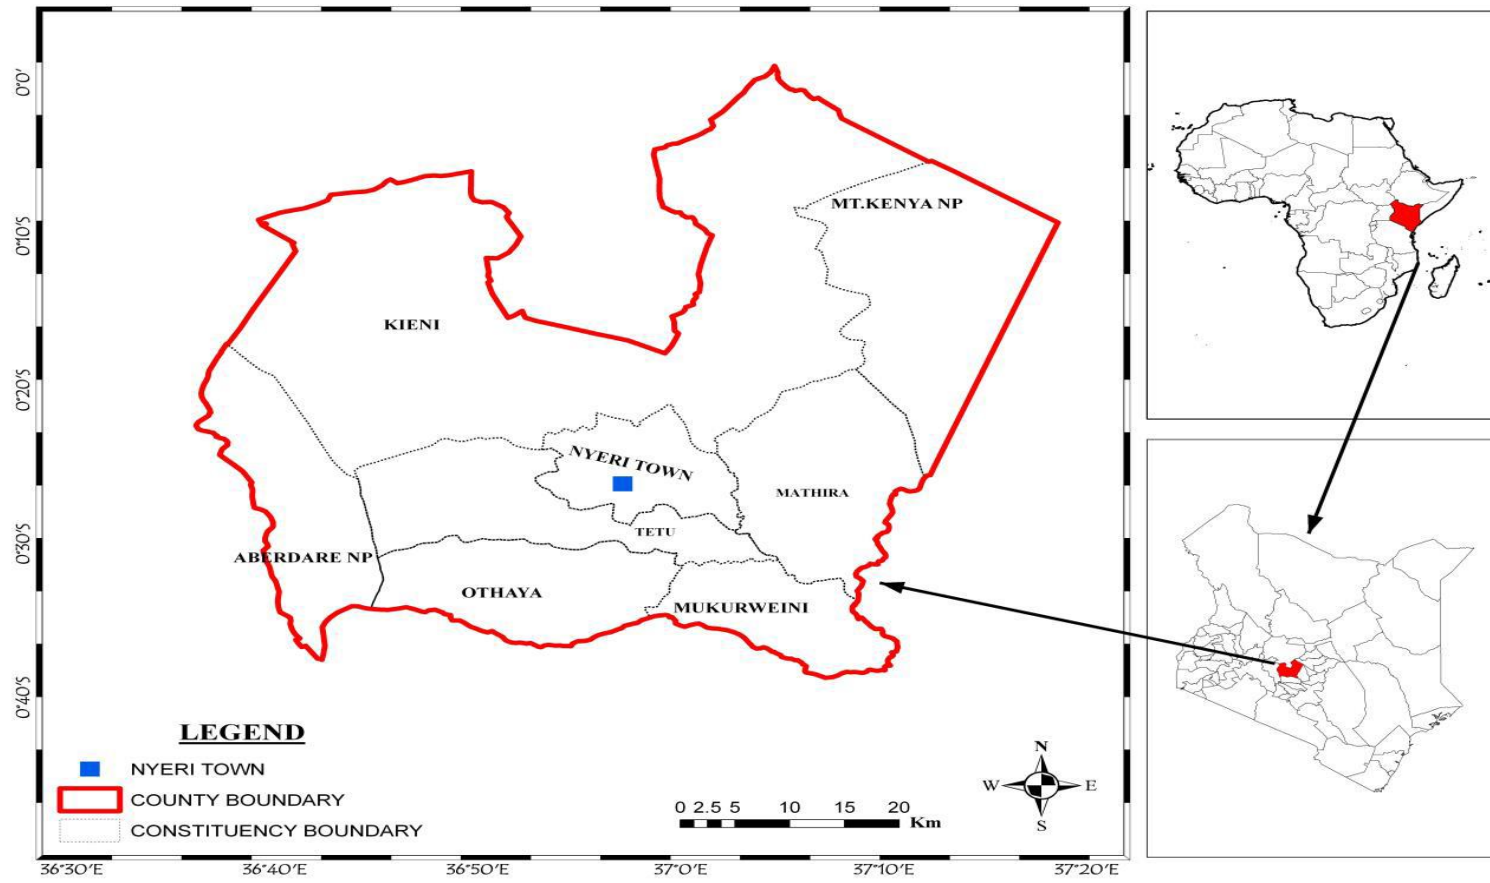 0°0'
0°10'S
0°20'S
0°30'S
0°40'S
MT.KENYA NP
KIENI
NYERI TOWN
MATHIRA
TETU
ABERDARE NP
OTHAYA
MUKURWEINI
LEGEND
NYERI TOWN
COUNTY BOUNDARY
CONSTITUENCY BOUNDARY
0 2.5 5 10 15 20
Km
N
W E
S
36°30'E 36°40'E 36°50'E 37°0'E 37°10'E 37°20'E